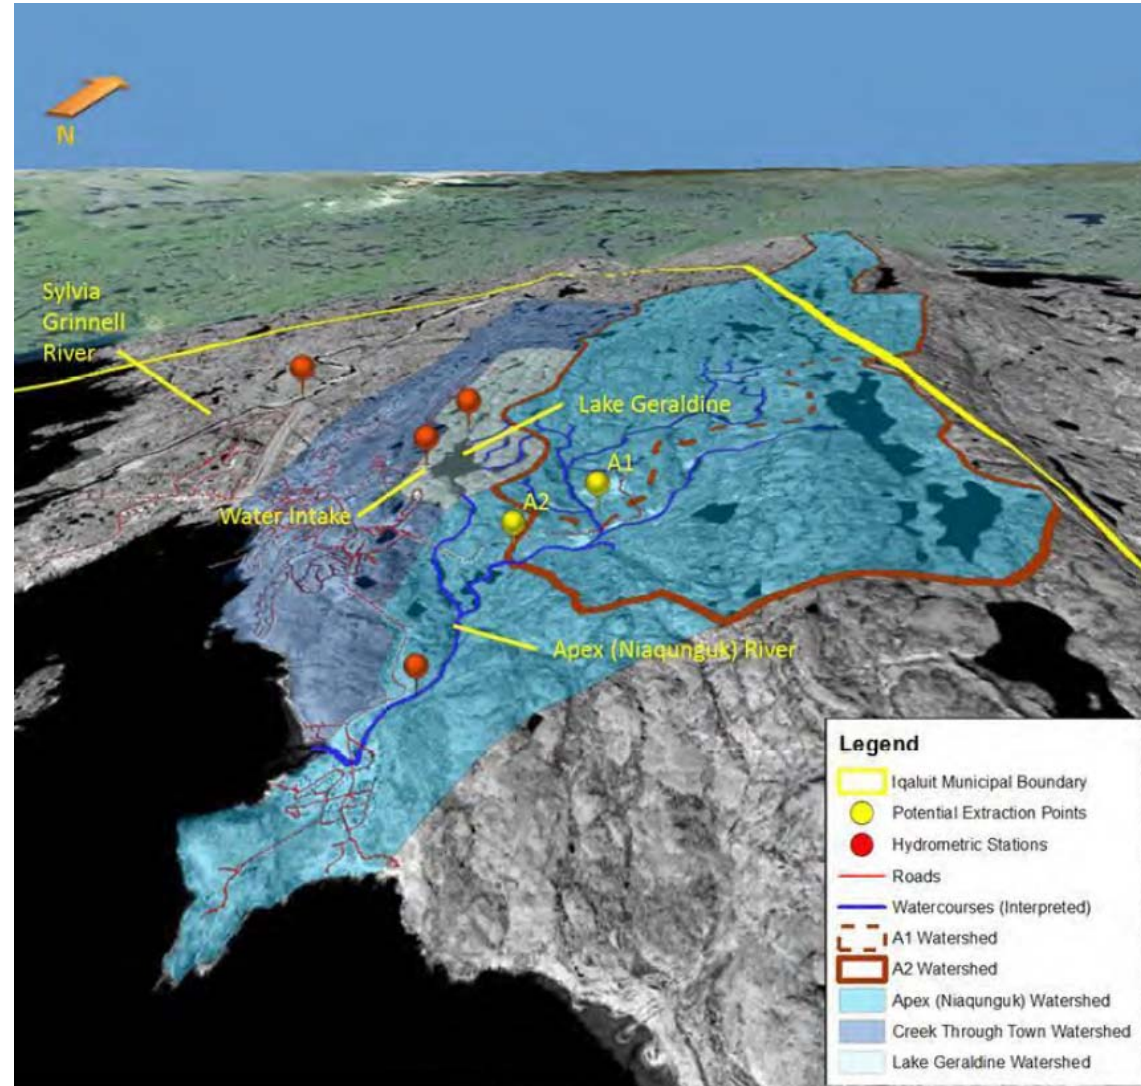 N
Sylvia
Grinnell
River
Lake Geraldine
A1
A2
Water Intake
Apex (Niaqunguk) River
Legend
Iqaluit Municipal Boundary
Potential Extraction Points
Hydrometric Stations
Roads
Watercourses (Interpreted)
A1 Watershed
A2 Watershed
Apex (Niaqunguk) Watershed
Creek Through Town Watershed
Lake Geraldine Watershed